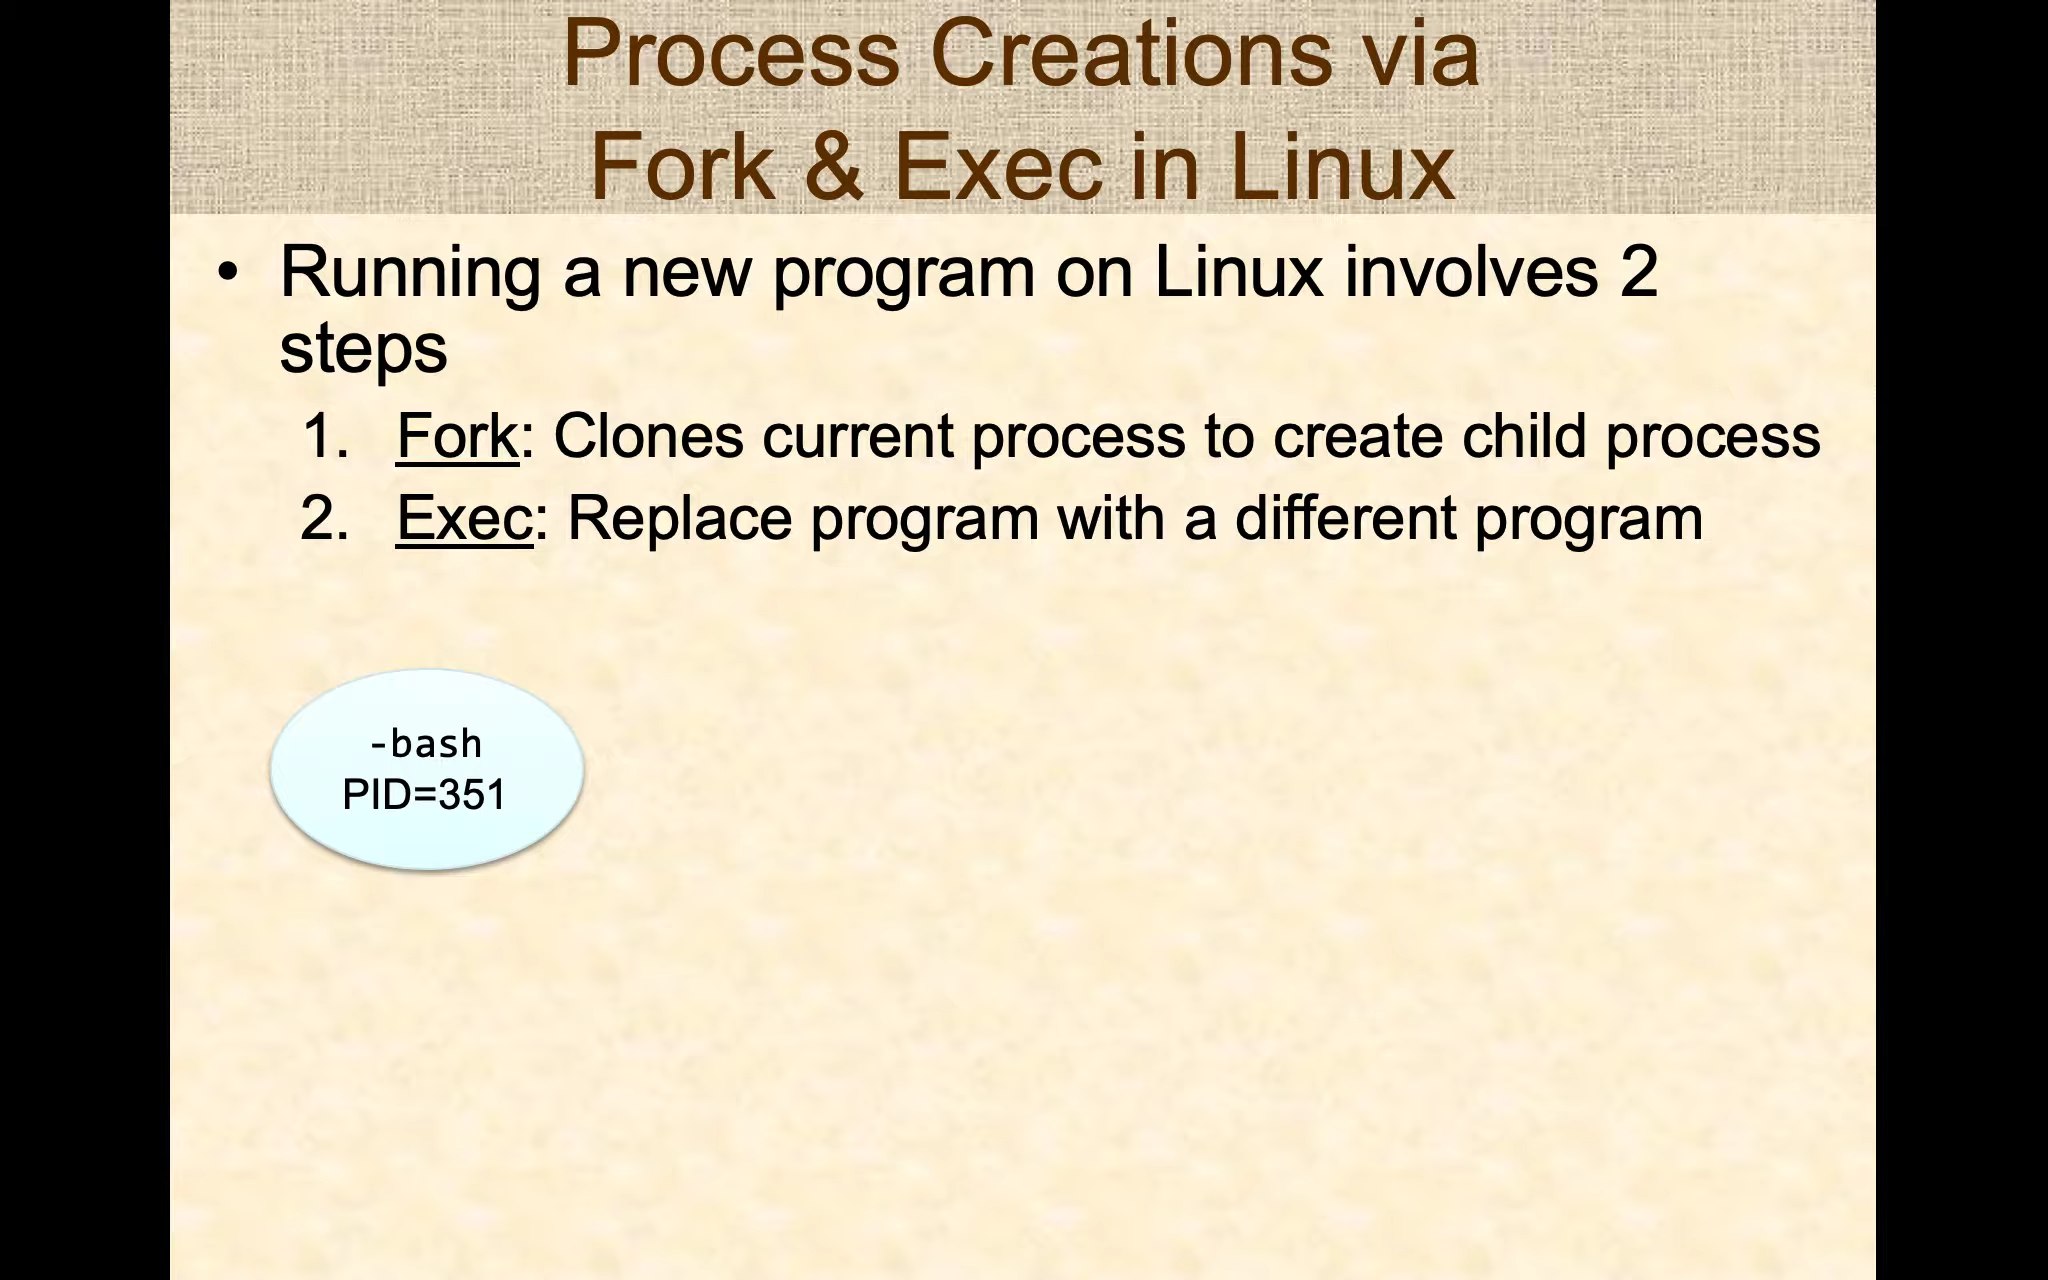 Process Creations via
Fork & Exec in Linux
• Running a new program on Linux involves 2
steps
1. Fork: Clones current process to create child process
2. Exec: Replace program with a different program
-bash
PID=351